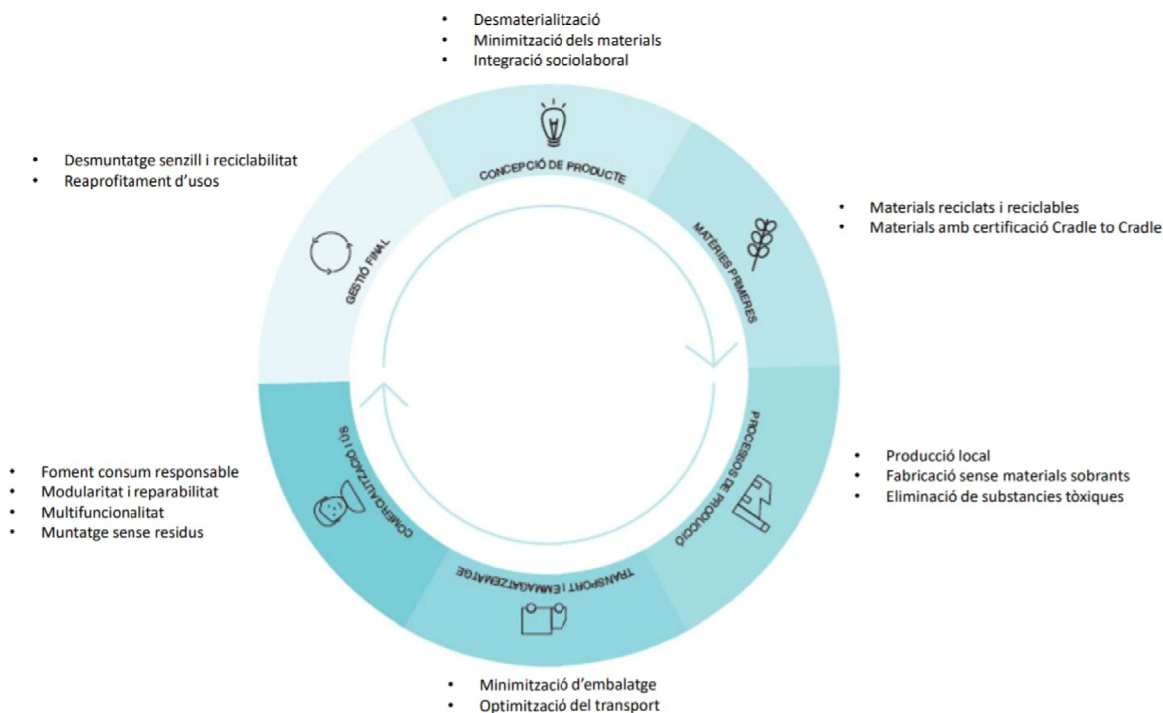 • Desmaterialització
• Minimització dels materials
• Integració sociolaboral
CONCEPCIÓ DE PRODUCTE
• Materials reciclats i reciclables
• Materials amb certificació Cradle to Cradle
MATÈRIES PRIMERES
• Producció local
• Fabricació sense materials sobrants
• Eliminació de substancies tòxiques
PROCESSOS DE PRODUCCIÓ
TRANSPORT I EMMAGATZEMATGE
• Minimització d'embalatge
• Optimització del transport
COMERCIALITZACIÓ I ÚS
• Foment consum responsable
• Modularitat i reparabilitat
• Multifuncionalitat
• Muntatge sense residus
GESTIÓ FINAL
• Desmuntatge senzill i reciclabilitat
• Reaprofitament d'usos